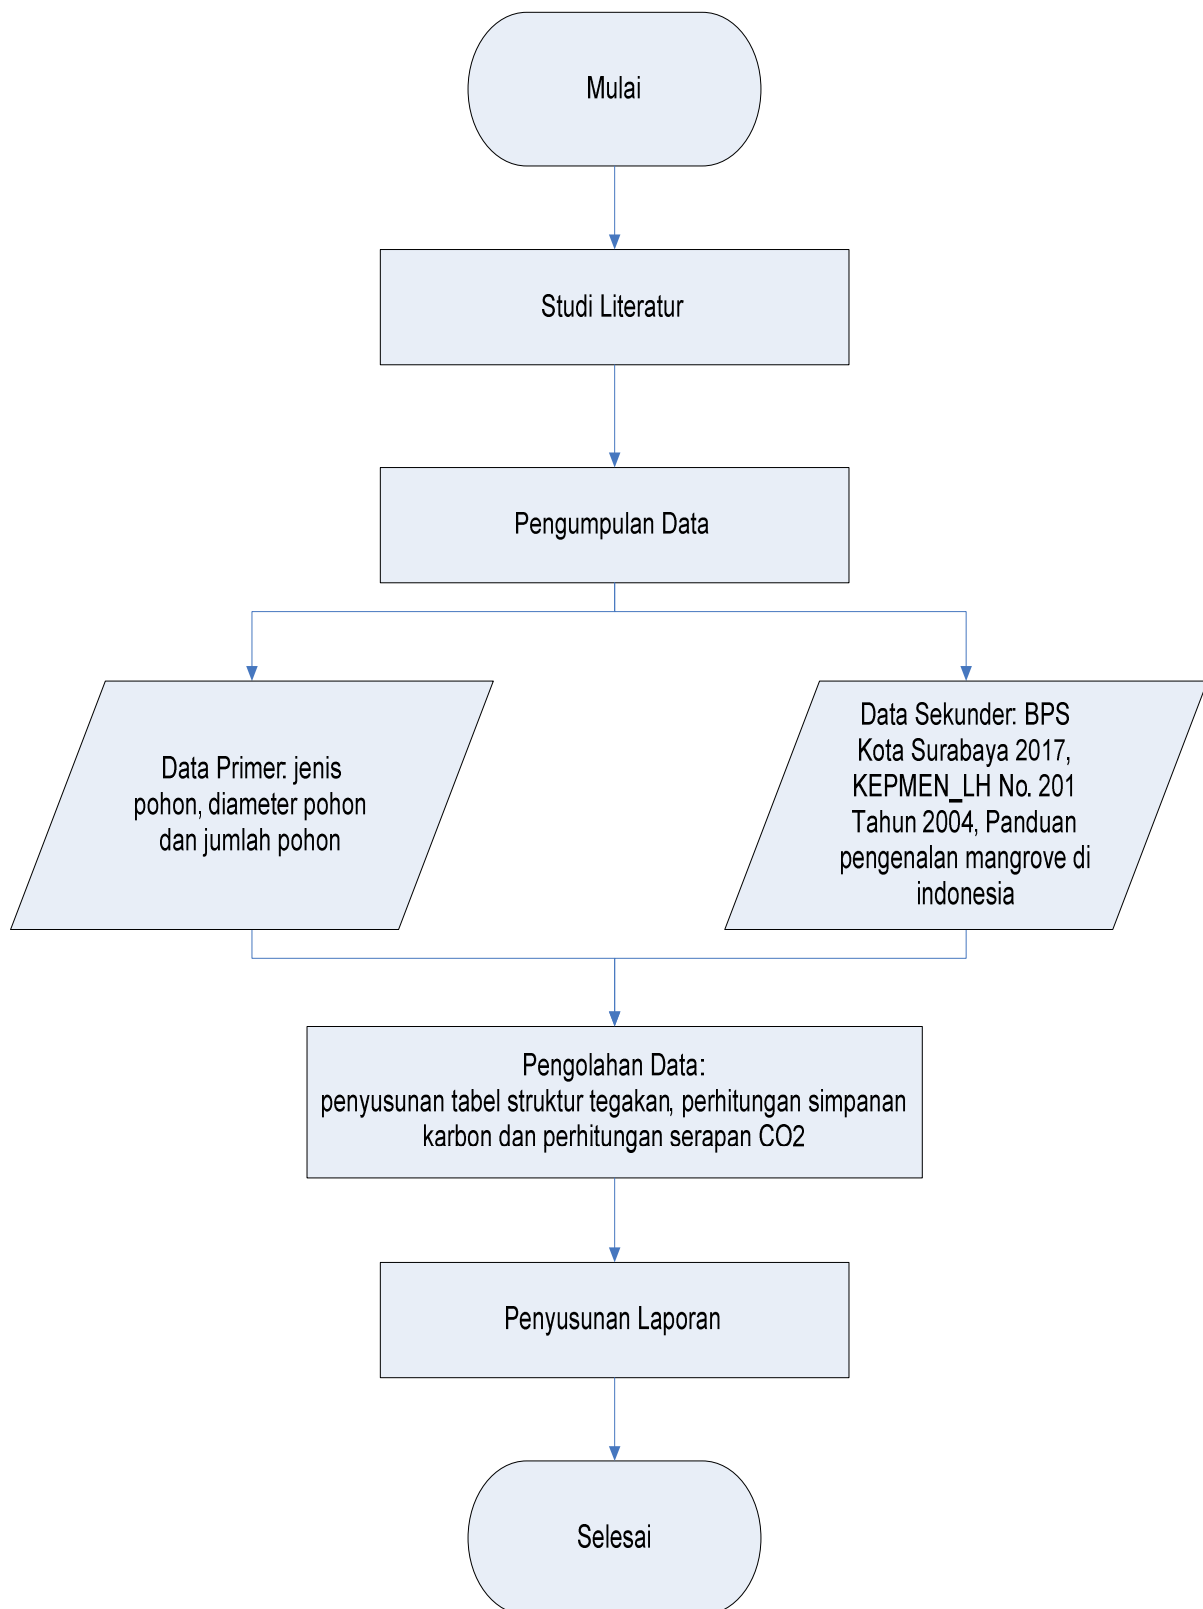 Mulai
Studi Literatur
Pengumpulan Data
Data Primer: jenis
pohon, diameter pohon
dan jumlah pohon
Data Sekunder: BPS
Kota Surabaya 2017,
KEPMEN_LH No. 201
Tahun 2004, Panduan
pengenalan mangrove di
indonesia
Pengolahan Data:
penyusunan tabel struktur tegakan, perhitungan simpanan
karbon dan perhitungan serapan CO2
Penyusunan Laporan
Selesai